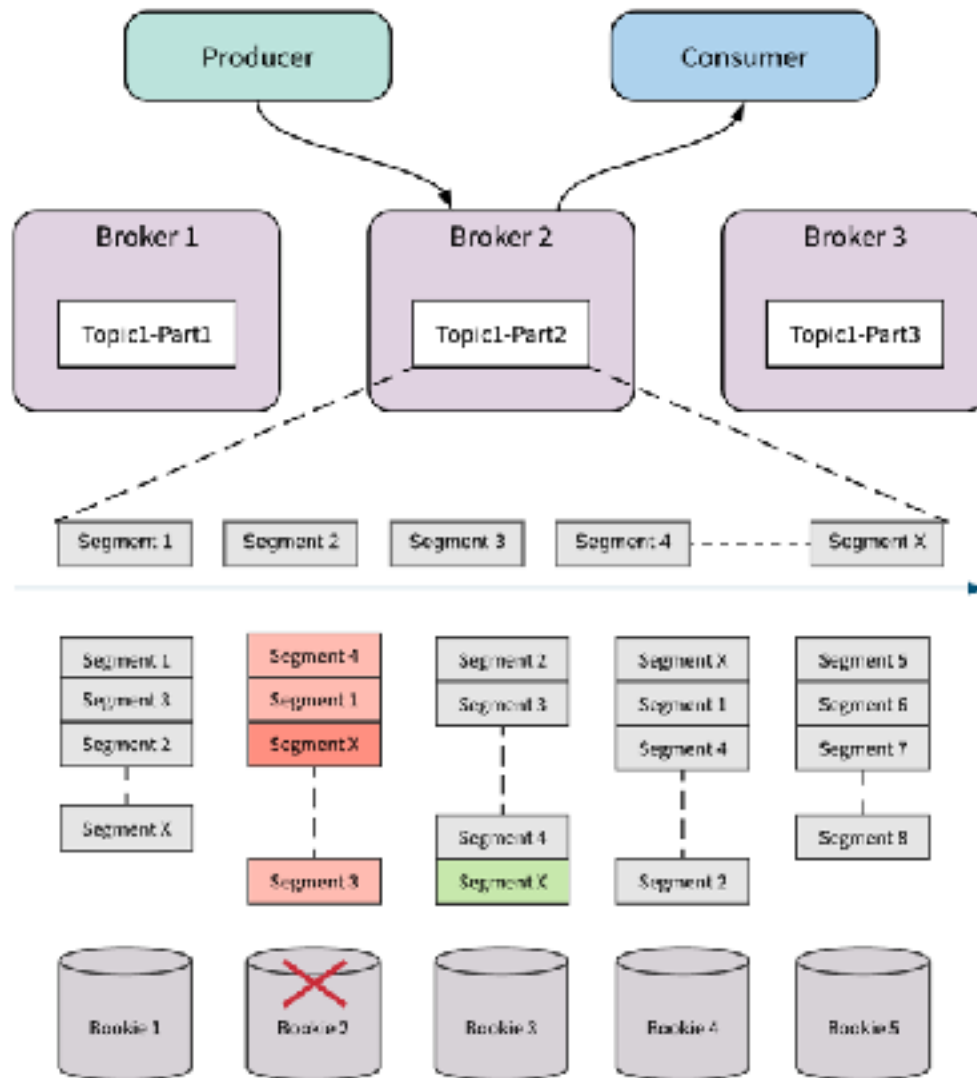 Producer
Consumer
Broker 1
Broker 2
Broker 3
Topic1-Part1
Topic1-Part2
Topic1-Part3
Segment 1
Segment 2
Segment 3
Segment 4
Segment X
Segment 1
Segment 3
Segment 2
Segment X
Segment 4
Segment 1
Segment X
Segment 3
Segment 2
Segment 3
Segment 4
Segment X
Segment X
Segment 1
Segment 4
Segment 2
Segment 5
Segment 6
Segment 7
Segment 8
Bookie 1
Bookie 2
Bookie 3
Bookie 4
Bookie 5